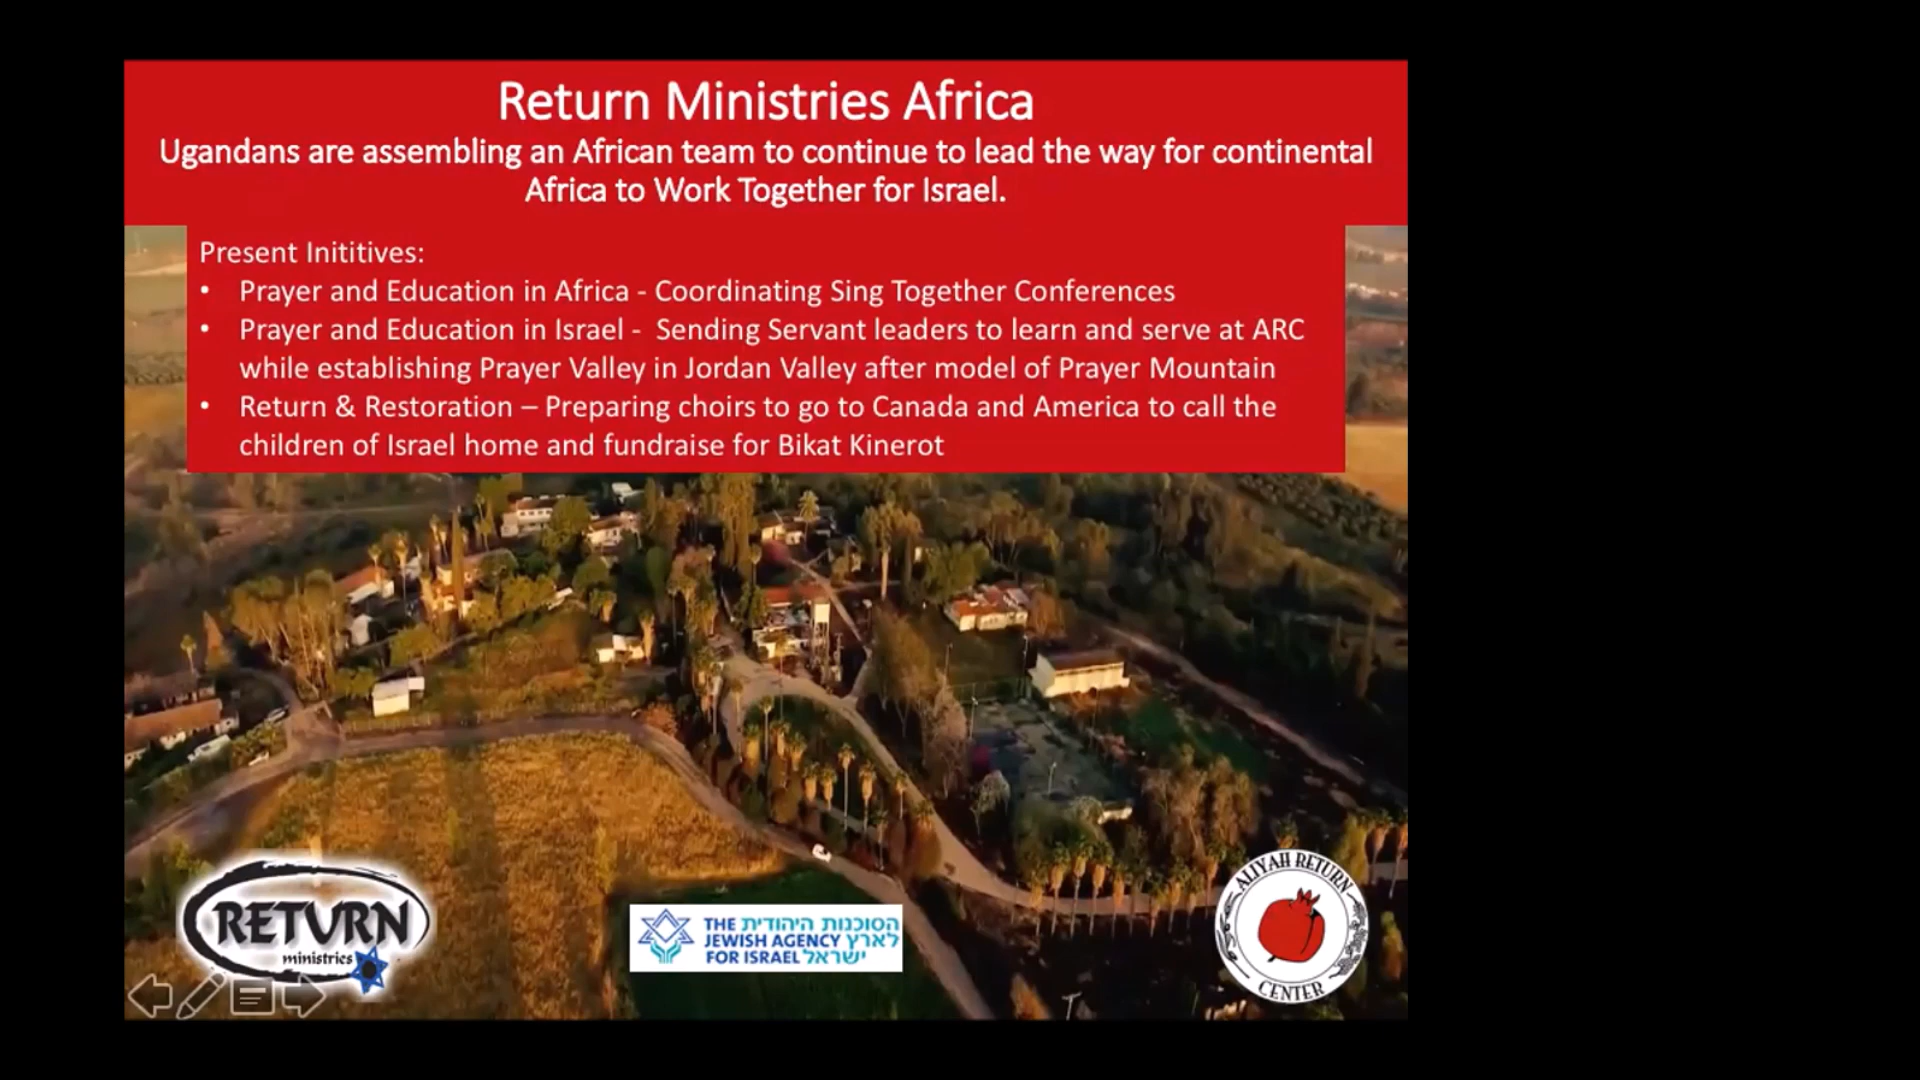 Return Ministries Africa
Ugandans are assembling an African team to continue to lead the way for continental
Africa to Work Together for Israel.
Present Inititives:
• Prayer and Education in Africa - Coordinating Sing Together Conferences
• Prayer and Education in Israel -  Sending Servant leaders to learn and serve at ARC
while establishing Prayer Valley in Jordan Valley after model of Prayer Mountain
• Return & Restoration – Preparing choirs to go to Canada and America to call the
children of Israel home and fundraise for Bikat Kinerot
RETURN
ministries
THE הסוכנות היהודית
JEWISH AGENCY לארץ
FOR ISRAEL ישראל
ALIYAH RETURN
CENTER